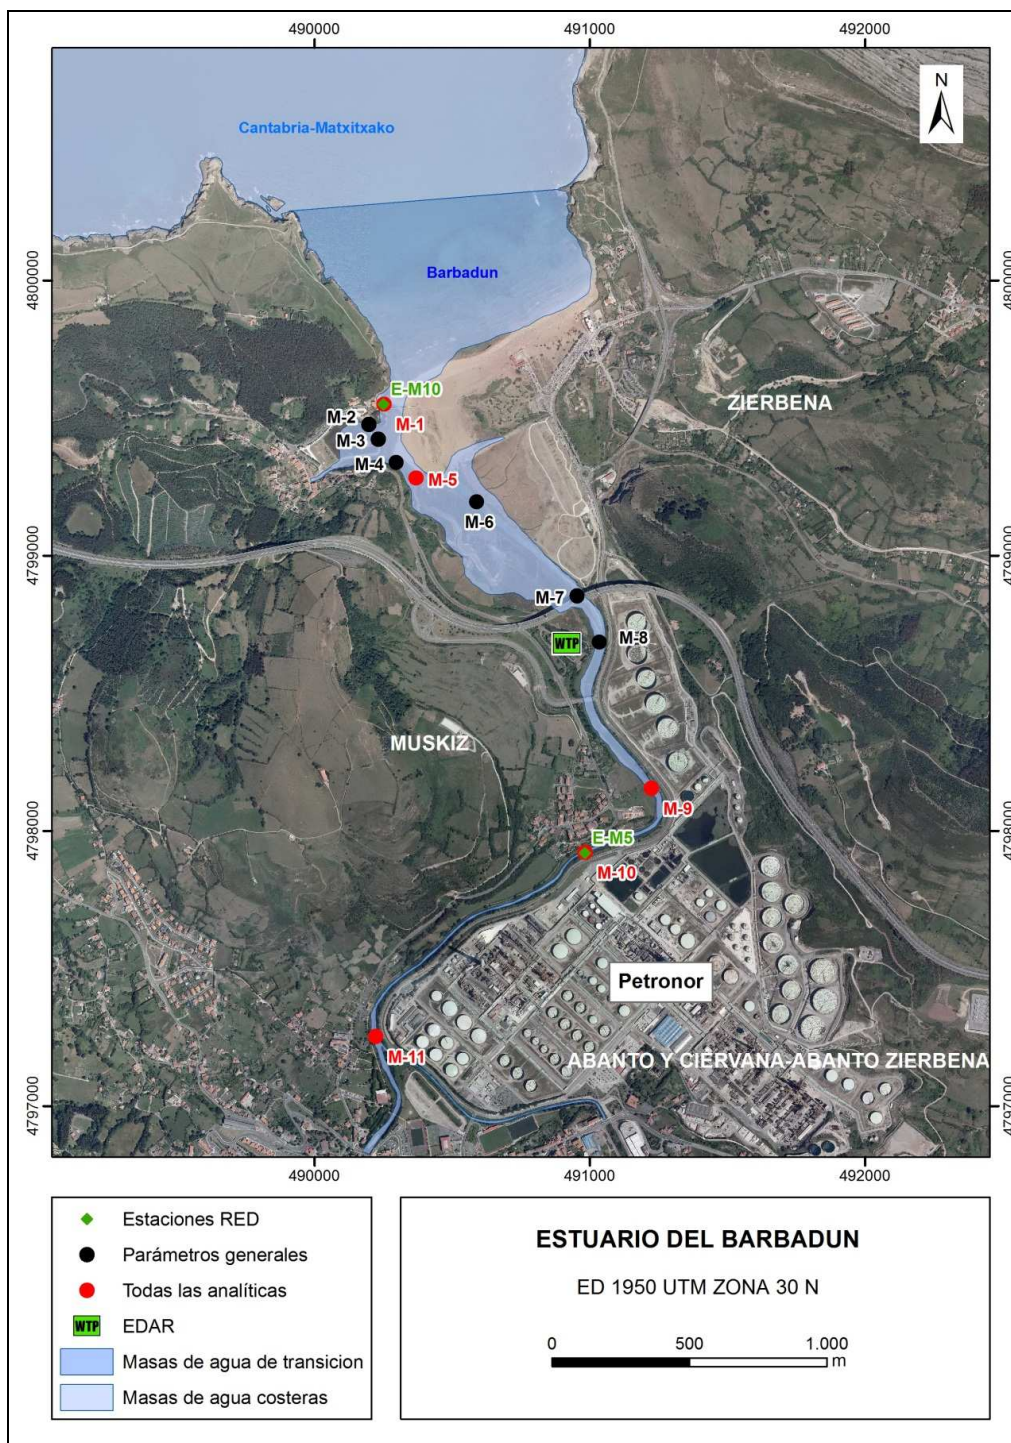 490000
491000
492000
N
Cantabria-Matxitxako
Barbadun
4800000
4800000
E-M10
M-1
M-2
M-3
M-4
M-5
M-6
ZIERBENA
4799000
4799000
M-7
WTP
M-8
MUSKIZ
M-9
4798000
4798000
E-M5
M-10
Petronor
M-11
ABANTO Y CIERVANA-ABANTO ZIERBENA
4797000
4797000
490000
491000
492000
Estaciones RED
Parámetros generales
Todas las analíticas
WTP EDAR
Masas de agua de transicion
Masas de agua costeras
ESTUARIO DEL BARBADUN
ED 1950 UTM ZONA 30 N
0 500 1.000
m